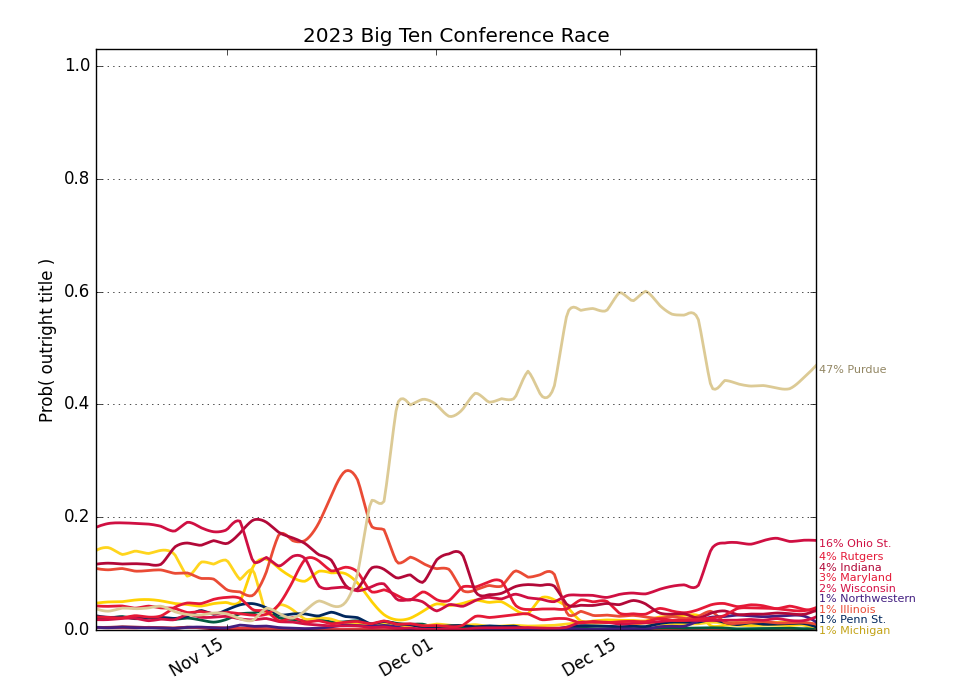 2023 Big Ten Conference Race
Prob( outright title )
1.0
0.8
0.6
0.4
0.2
0.0
Nov 15
Dec 01
Dec 15
47% Purdue
16% Ohio St.
4% Rutgers
4% Indiana
3% Maryland
2% Wisconsin
1% Northwestern
1% Illinois
1% Penn St.
1% Michigan